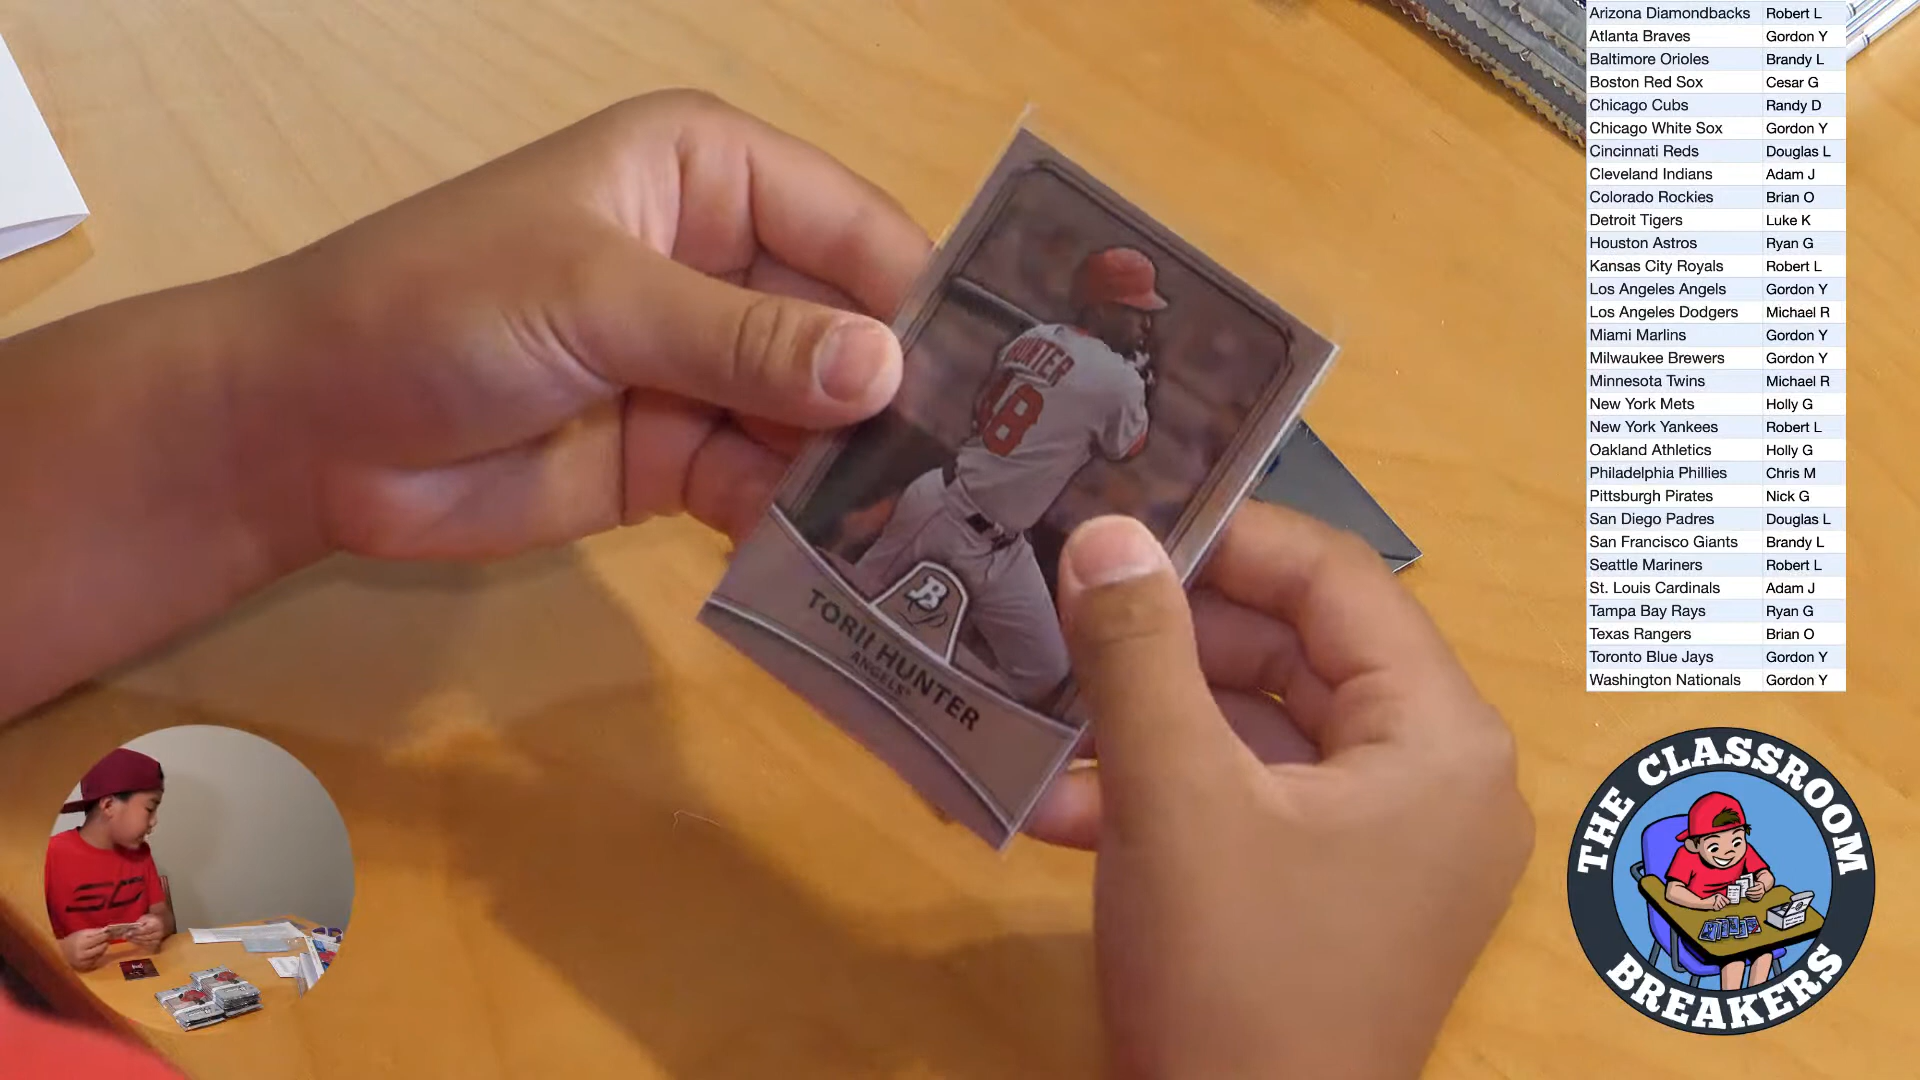 Arizona Diamondbacks Robert L
Atlanta Braves Gordon Y
Baltimore Orioles Brandy L
Boston Red Sox Cesar G
Chicago Cubs Randy D
Chicago White Sox Gordon Y
Cincinnati Reds Douglas L
Cleveland Indians Adam J
Colorado Rockies Brian O
Detroit Tigers Luke K
Houston Astros Ryan G
Kansas City Royals Robert L
Los Angeles Angels Gordon Y
Los Angeles Dodgers Michael R
Miami Marlins Gordon Y
Milwaukee Brewers Gordon Y
Minnesota Twins Michael R
New York Mets Holly G
New York Yankees Robert L
Oakland Athletics Holly G
Philadelphia Phillies Chris M
Pittsburgh Pirates Nick G
San Diego Padres Douglas L
San Francisco Giants Brandy L
Seattle Mariners Robert L
St. Louis Cardinals Adam J
Tampa Bay Rays Ryan G
Texas Rangers Brian O
Toronto Blue Jays Gordon Y
Washington Nationals Gordon Y
HUNTER
48
B
TORII HUNTER
ANGELS
SC
THE CLASSROOM
BREAKERS